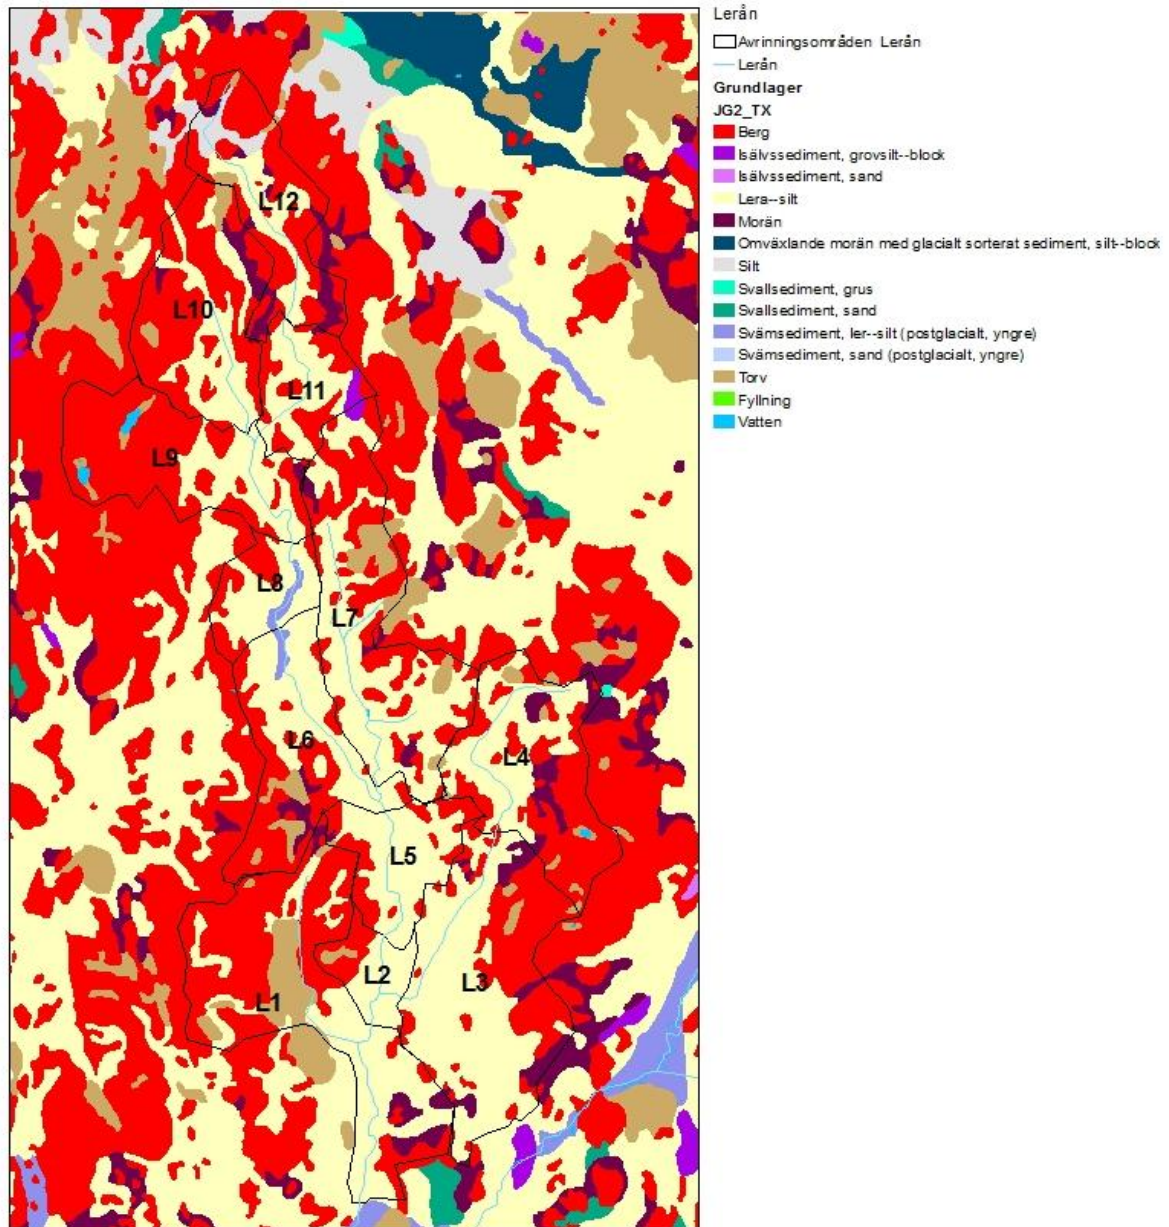 Lerån
Avrinningsområden Lerån
Lerån
Grundlager
JG2_TX
Berg
Isälvssediment, grovsilt--block
Isälvssediment, sand
Lera--silt
Morän
Omväxlande morän med glacialt sorterat sediment, silt--block
Silt
Svallsediment, grus
Svallsediment, sand
Svämsediment, ler--silt (postglacialt, yngre)
Svämsediment, sand (postglacialt, yngre)
Torv
Fyllning
Vatten
L12
L10
L11
L9
L8
L7
L6
L4
L5
L2
L3
L1